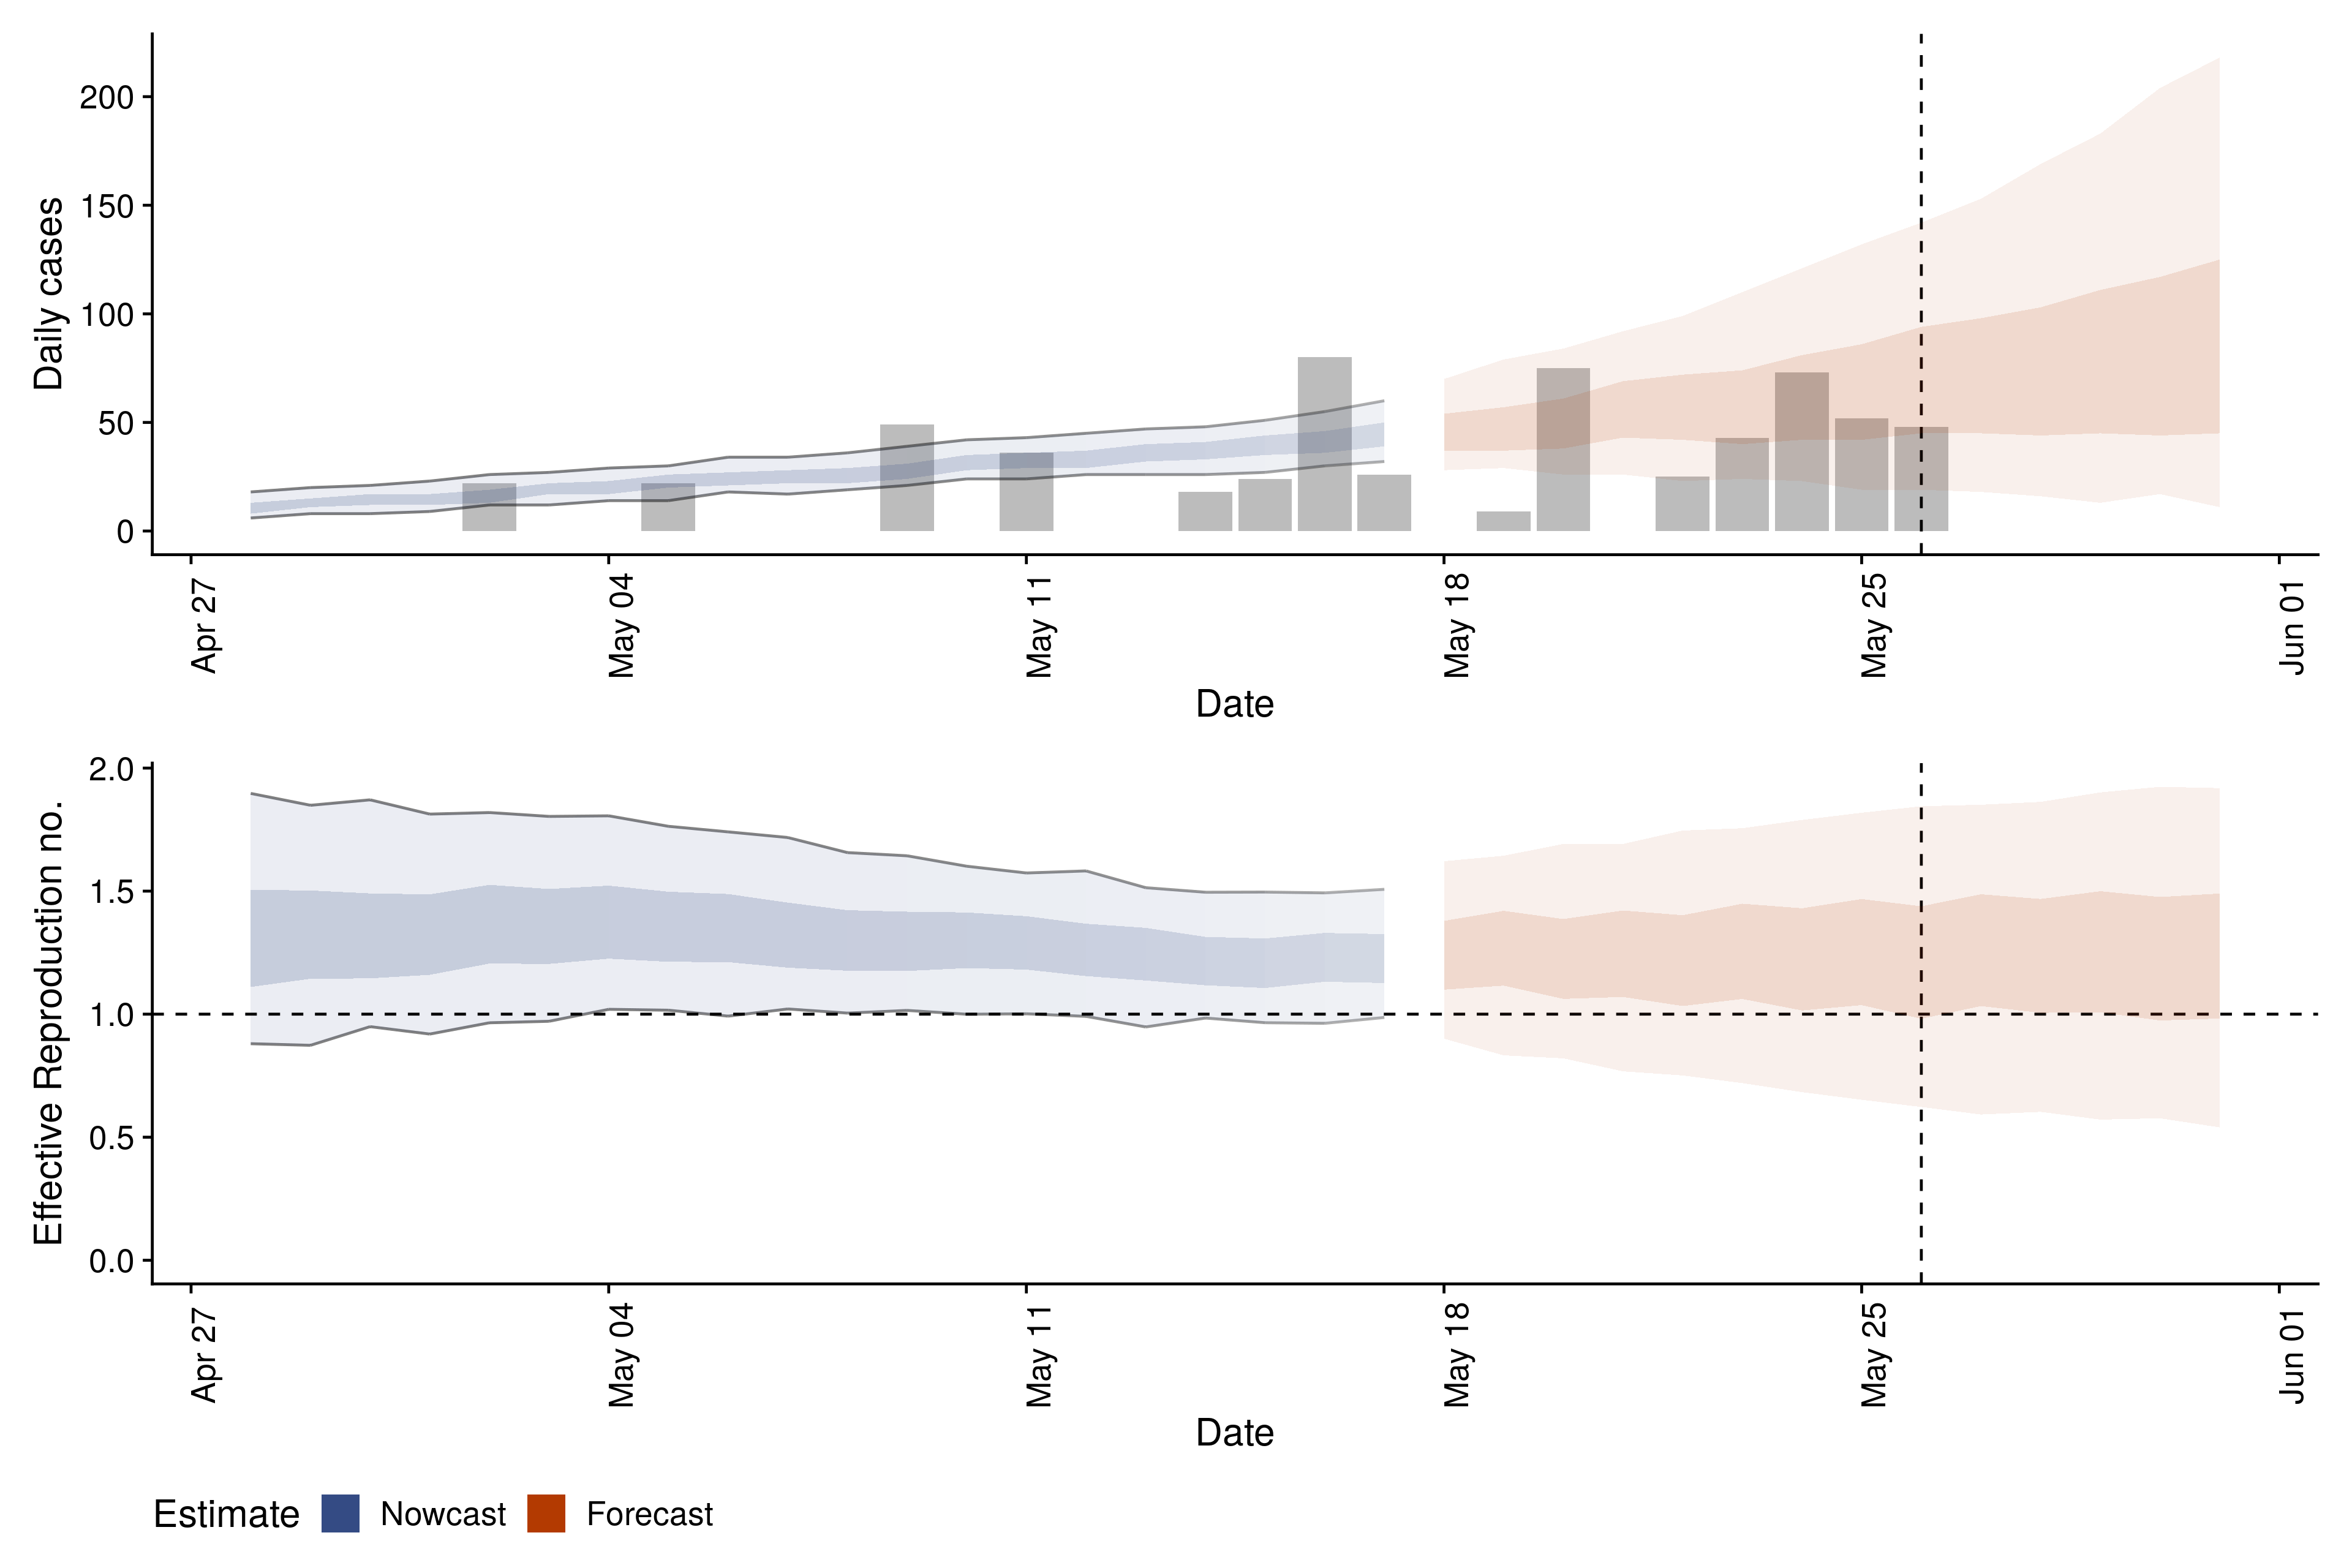 200
150
100
50
0
Daily cases
Apr 27
May 04
May 11
May 18
May 25
Jun 01
Date
2.0
1.5
1.0
0.5
0.0
Effective Reproduction no.
Apr 27
May 04
May 11
May 18
May 25
Jun 01
Date
Estimate Nowcast Forecast